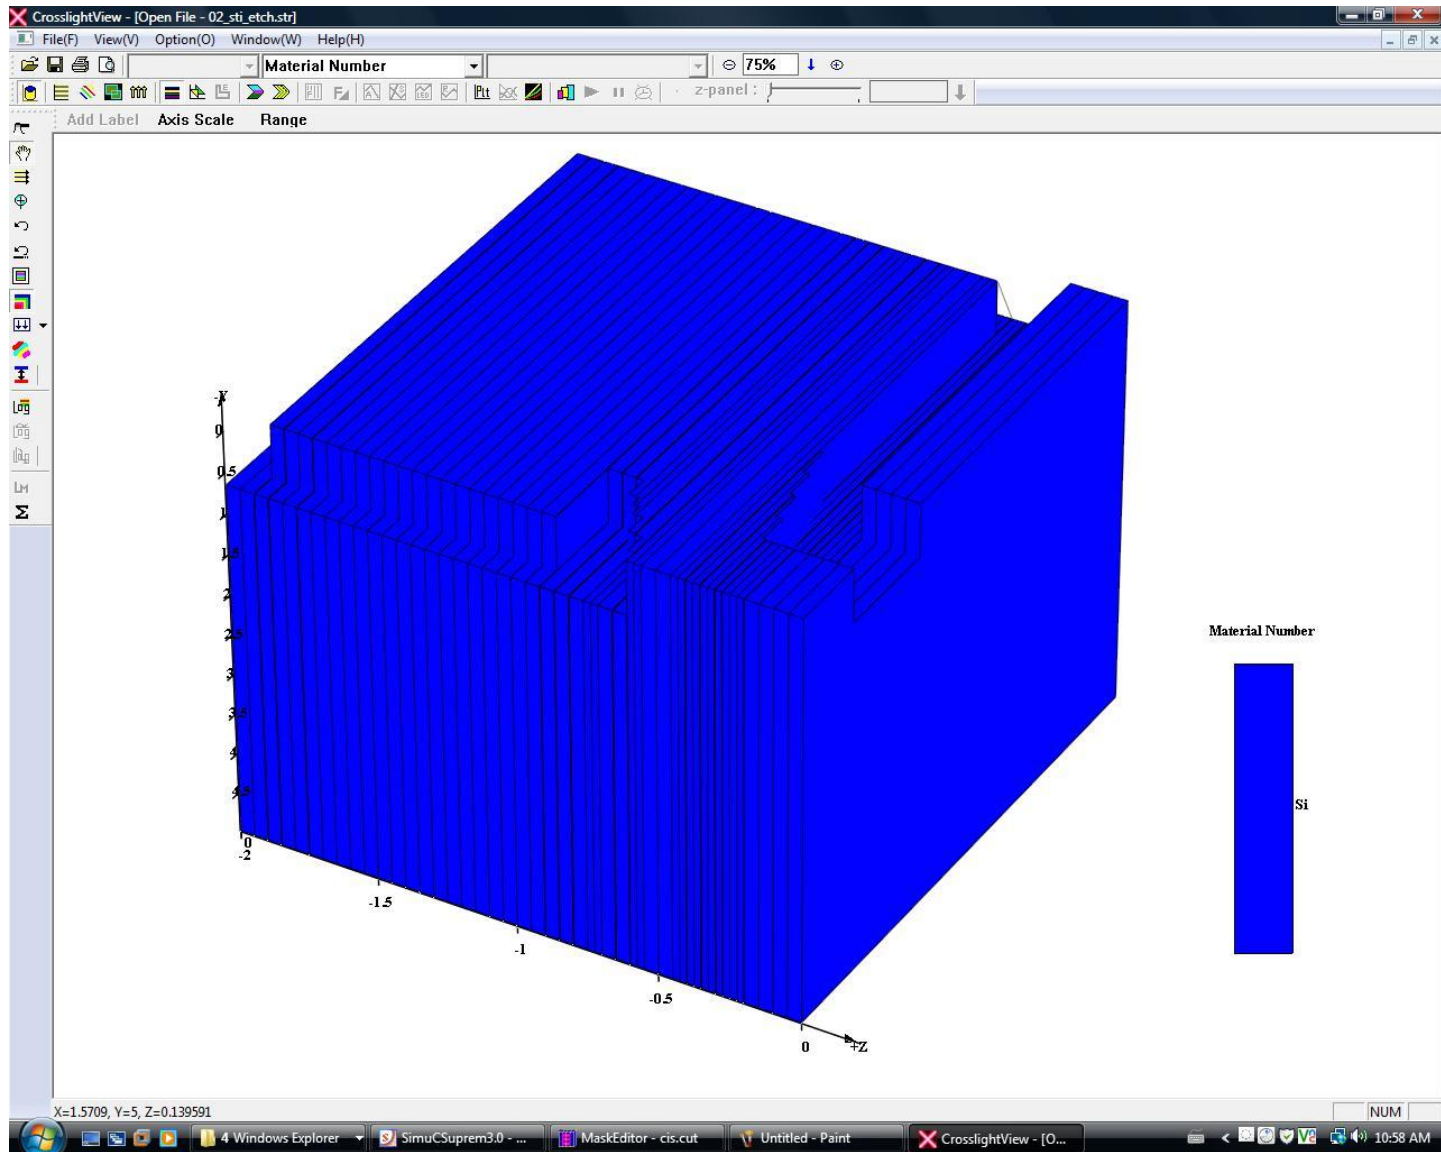 CrosslightView - [Open File - 02_sti_etch.str]
File(F) View(V) Option(O) Window(W) Help(H)
Material Number 75%
Plt z-panel :
Add Label Axis Scale Range
-Y
0
0.5
1
1.5
2
2.5
3
3.5
4
4.5
0
-2
-1.5
-1
-0.5
0
+Z
Material Number
Si
Log
LM
Σ
X=1.5709, Y=5, Z=0.139591 NUM
4 Windows Explorer SimuCSuprem3.0 - ... MaskEditor - cis.cut Untitled - Paint CrosslightView - [O... 10:58 AM